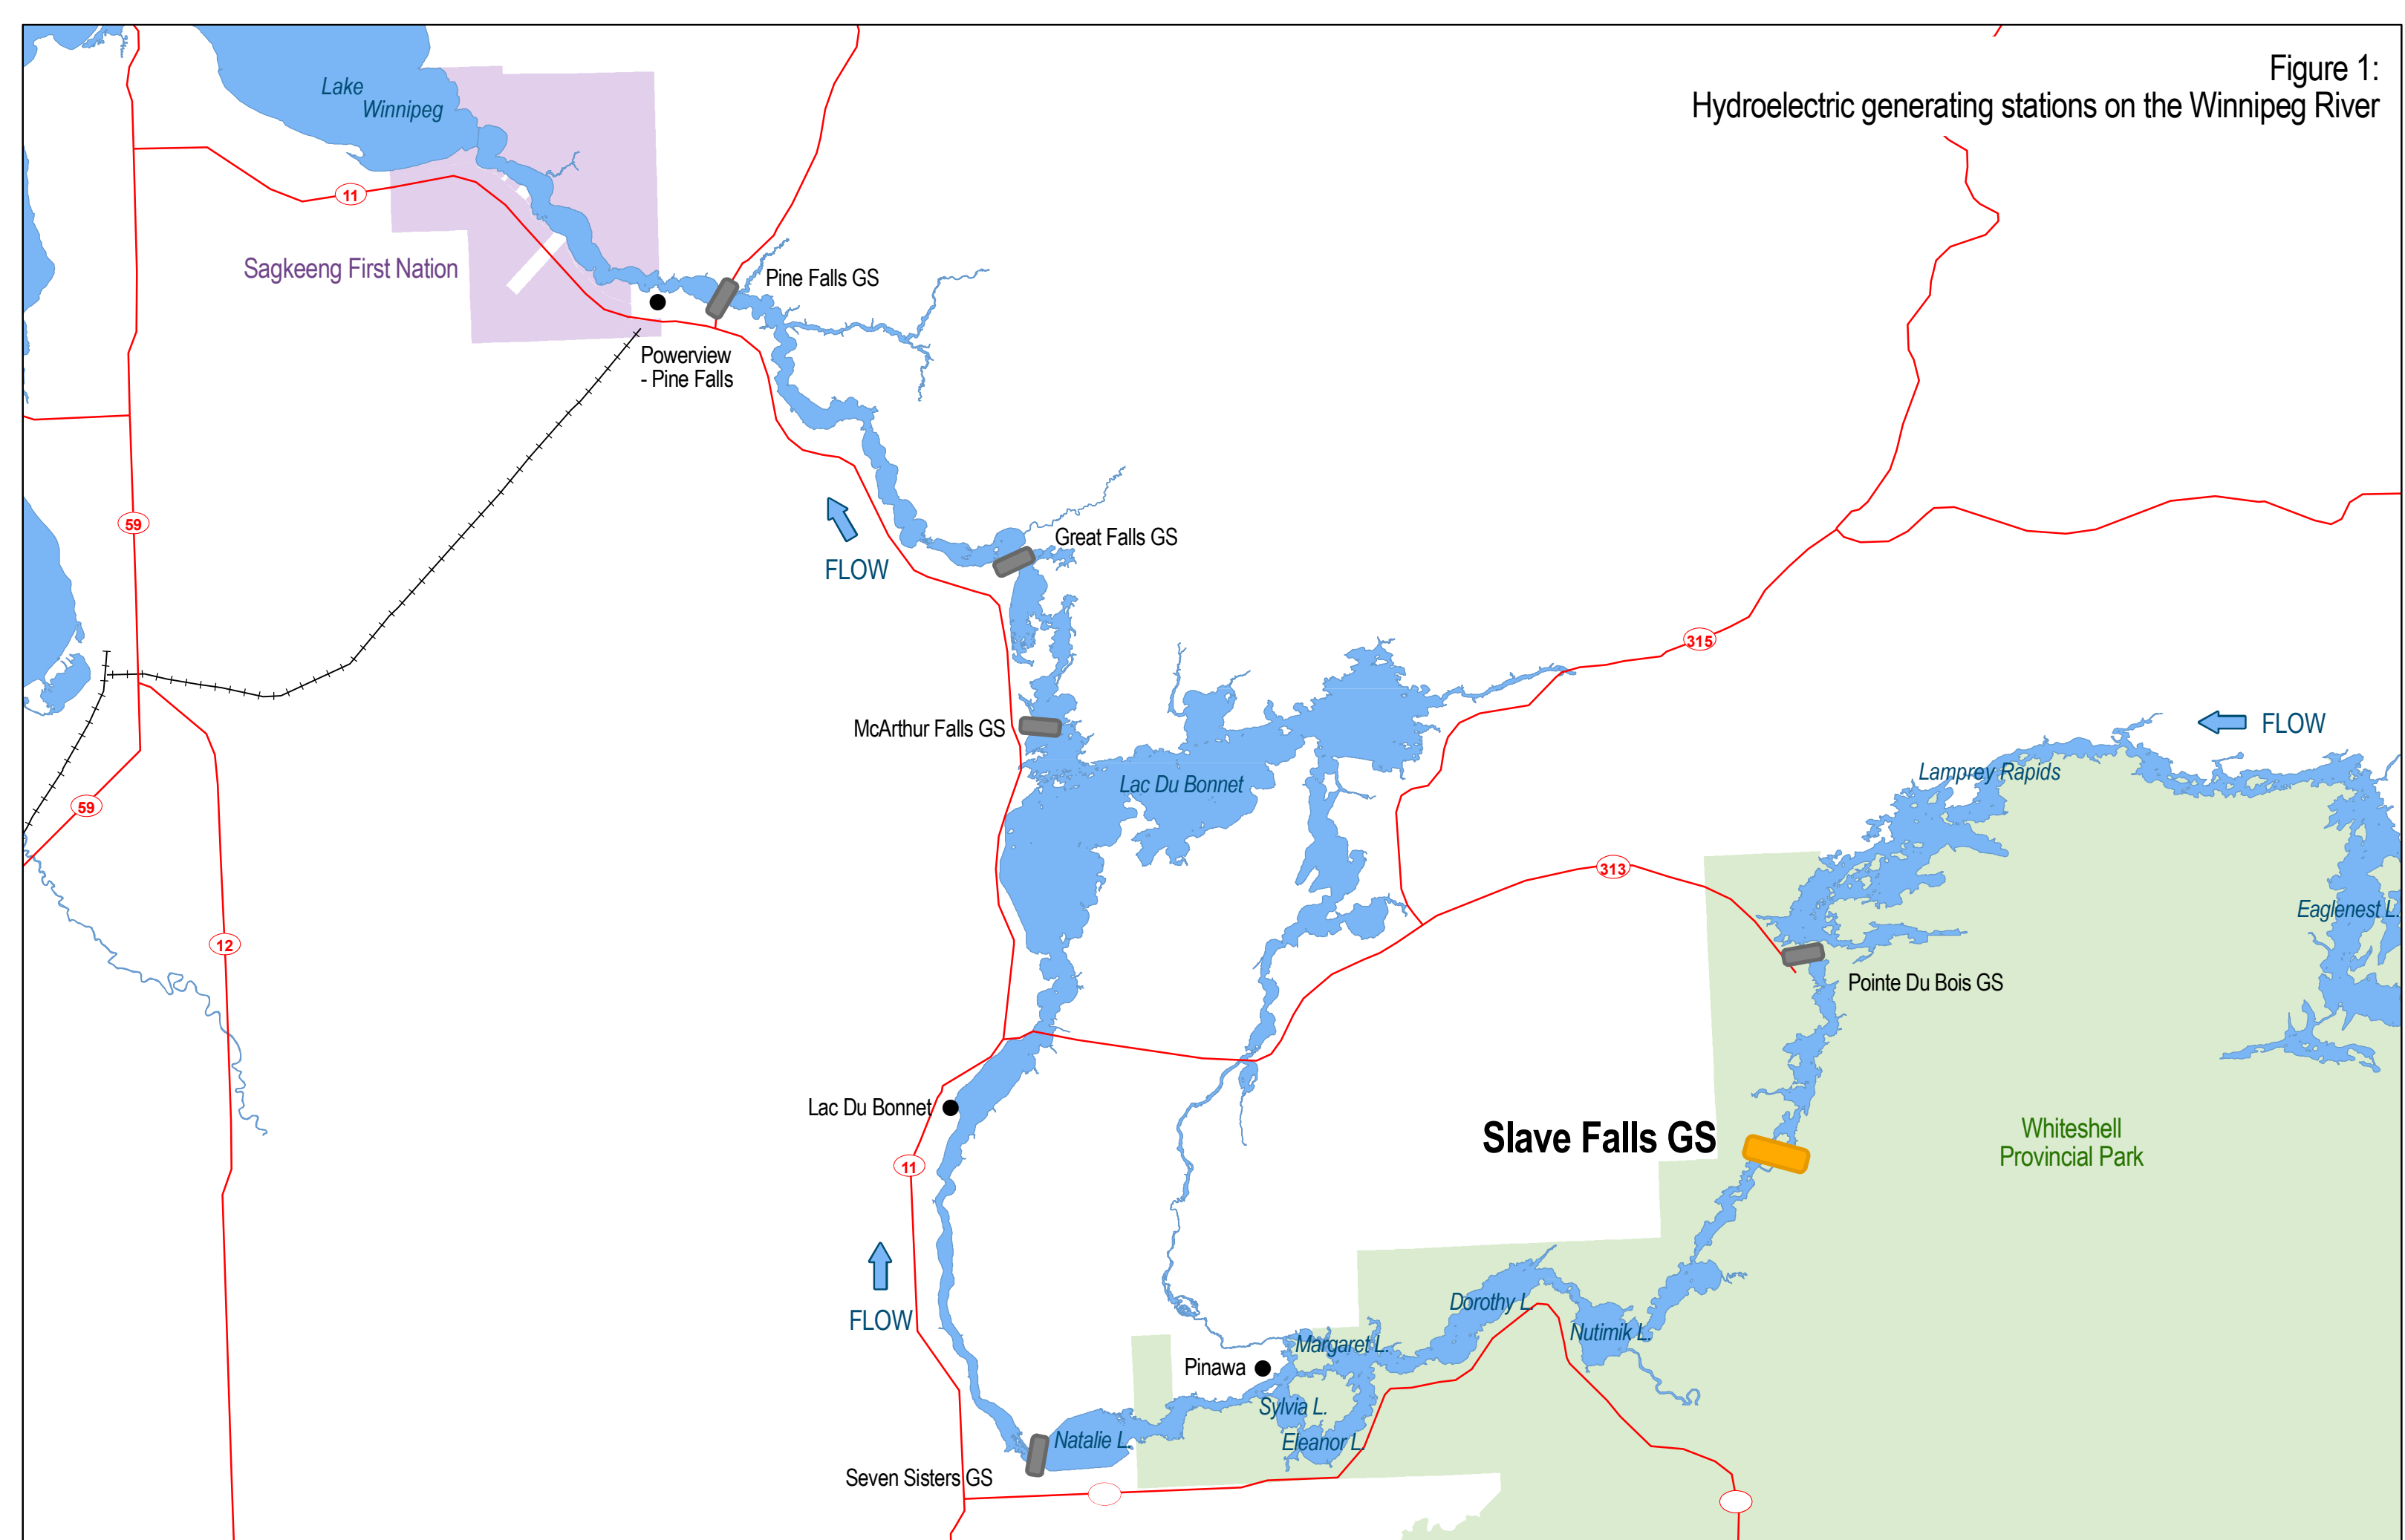 Figure 1:
Hydroelectric generating stations on the Winnipeg River
Lake
Winnipeg
11
Sagkeeng First Nation
Pine Falls GS
Powerview
- Pine Falls
59
Great Falls GS
FLOW
315
McArthur Falls GS
FLOW
Lamprey Rapids
Lac Du Bonnet
59
313
Eaglenest L.
12
Pointe Du Bois GS
Lac Du Bonnet
Slave Falls GS
Whiteshell
Provincial Park
11
FLOW
Dorothy L.
Nutimik L.
Margaret L.
Pinawa
Sylvia L.
Natalie L.
Eleanor L.
Seven Sisters GS